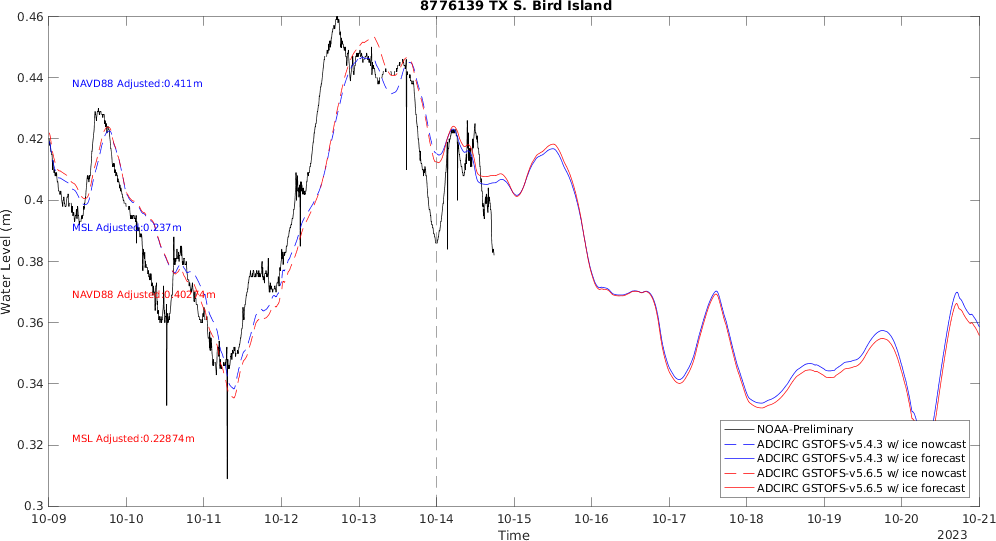 8776139 TX S. Bird Island
0.46
0.44
NAVD88 Adjusted:0.411m
0.42
0.4
MSL Adjusted:0.237m
Water Level (m)
0.38
NAVD88 Adjusted:0.40274m
0.36
0.34
MSL Adjusted:0.22874m
0.32
0.3
NOAA-Preliminary
ADCIRC GSTOFS-v5.4.3 w/ ice nowcast
ADCIRC GSTOFS-v5.4.3 w/ ice forecast
ADCIRC GSTOFS-v5.6.5 w/ ice nowcast
ADCIRC GSTOFS-v5.6.5 w/ ice forecast
10-09 10-10 10-11 10-12 10-13 10-14 10-15 10-16 10-17 10-18 10-19 10-20 10-21
Time
2023